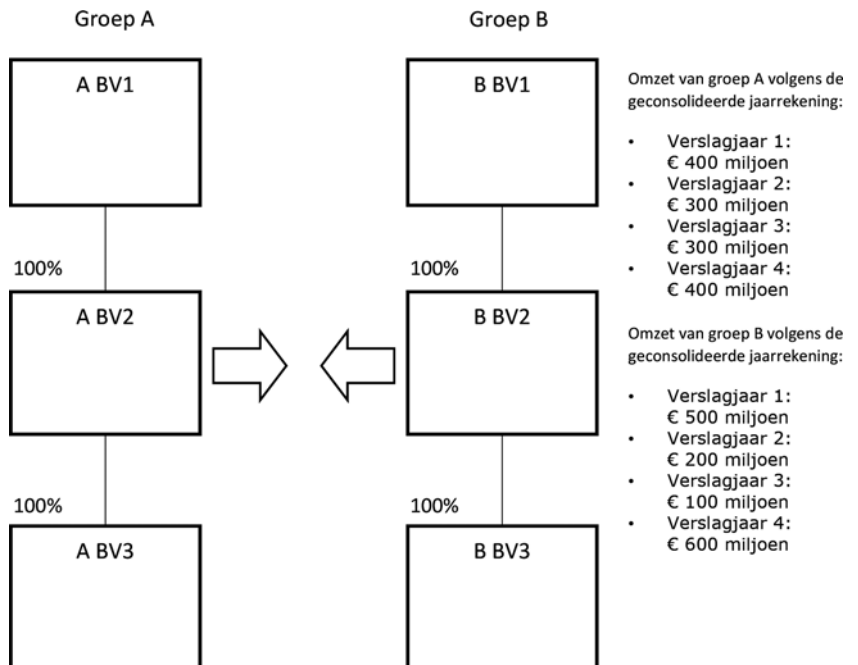 Groep A
Groep B
A BV1
B BV1
100%
100%
A BV2
B BV2
100%
100%
A BV3
B BV3
Omzet van groep A volgens de
geconsolideerde jaarrekening:
• Verslagjaar 1:
€ 400 miljoen
• Verslagjaar 2:
€ 300 miljoen
• Verslagjaar 3:
€ 300 miljoen
• Verslagjaar 4:
€ 400 miljoen
Omzet van groep B volgens de
geconsolideerde jaarrekening:
• Verslagjaar 1:
€ 500 miljoen
• Verslagjaar 2:
€ 200 miljoen
• Verslagjaar 3:
€ 100 miljoen
• Verslagjaar 4:
€ 600 miljoen